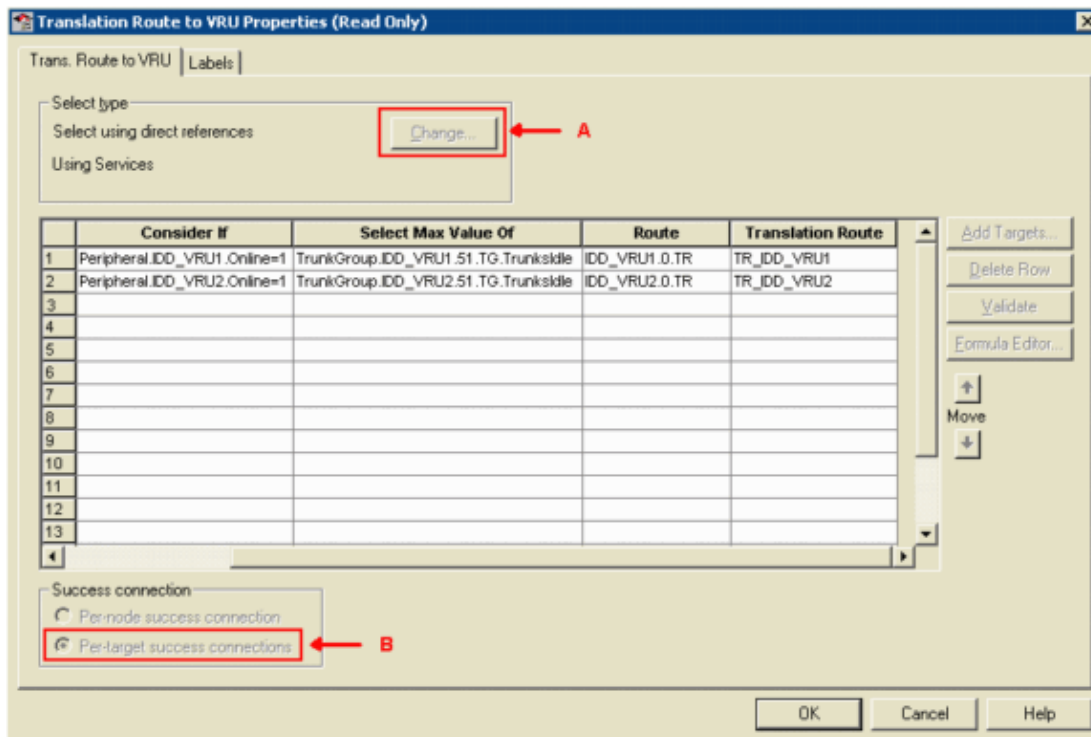 Translation Route to VRU Properties (Read Only)
Trans. Route to VRU Labels
Select type
Select using direct references Change... A
Using Services
Consider If Select Max Value Of Route Translation Route
1 Peripheral.IDD_VRU1.Online=1 TrunkGroup.IDD_VRU1.51.TG.TrunksIdle IDD_VRU1.0.TR TR_IDD_VRU1
2 Peripheral.IDD_VRU2.Online=1 TrunkGroup.IDD_VRU2.51.TG.TrunksIdle IDD_VRU2.0.TR TR_IDD_VRU2
3
4
5
6
7
8
9
10
11
12
13
Add Targets...
Delete Row
Validate
Formula Editor...
Move
Success connection
Per-node success connection
Per-target success connections B
OK Cancel Help